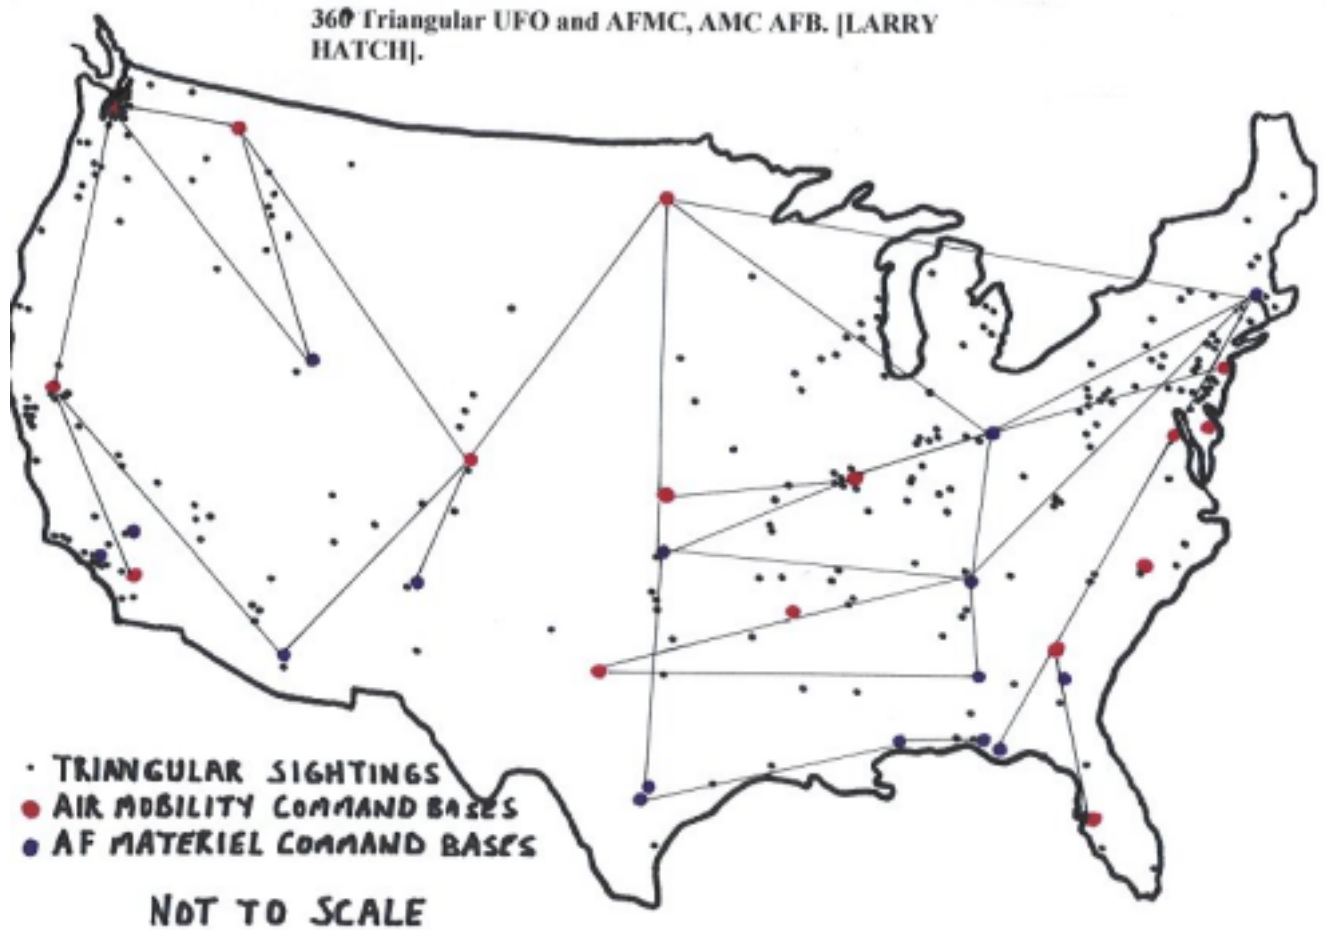 360 Triangular UFO and AFMC, AMC AFB. [LARRY
HATCH].
TRIANGULAR SIGHTINGS
AIR MOBILITY COMMAND BASES
AF MATERIEL COMMAND BASES
NOT TO SCALE